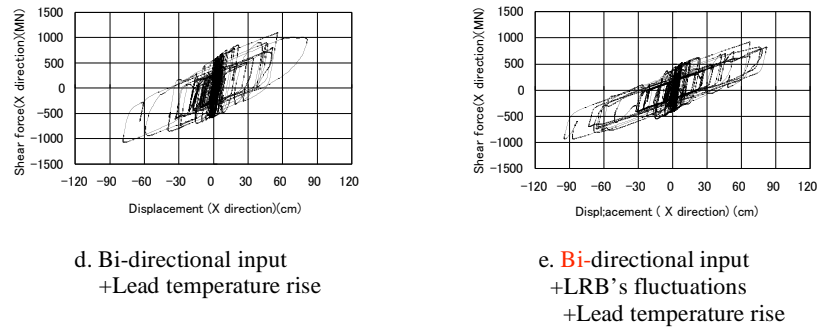 Shear force(X direction)(MN)
1500
1000
500
0
−500
−1000
−1500
−120 −90 −60 −30 0 30 60 90 120
Displacement (X direction)(cm)
d. Bi-directional input
+Lead temperature rise
Shear force(X direction)(MN)
1500
1000
500
0
−500
−1000
−1500
−120 −90 −60 −30 0 30 60 90 120
Displ;acement ( X direction) (cm)
e. Bi-directional input
+LRB’s fluctuations
+Lead temperature rise